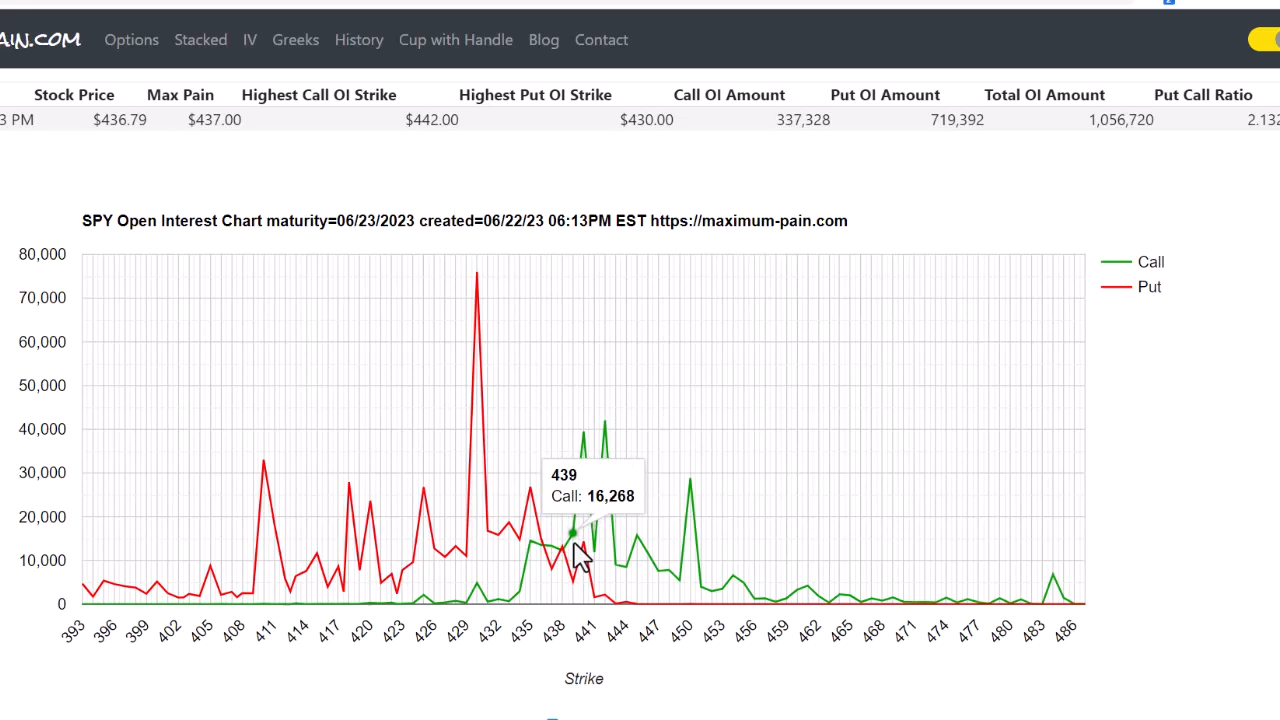 AIN.COM Options Stacked IV Greeks History Cup with Handle Blog Contact
Stock Price Max Pain Highest Call OI Strike Highest Put OI Strike Call OI Amount Put OI Amount Total OI Amount Put Call Ratio
3 PM $436.79 $437.00 $442.00 $430.00 337,328 719,392 1,056,720 2.132
SPY Open Interest Chart maturity=06/23/2023 created=06/22/23 06:13PM EST https://maximum-pain.com
80,000
70,000
60,000
50,000
40,000
30,000
20,000
10,000
0
Call
Put
439
Call: 16,268
393 396 399 402 405 408 411 414 417 420 423 426 429 432 435 438 441 444 447 450 453 456 459 462 465 468 471 474 477 480 483 486
Strike